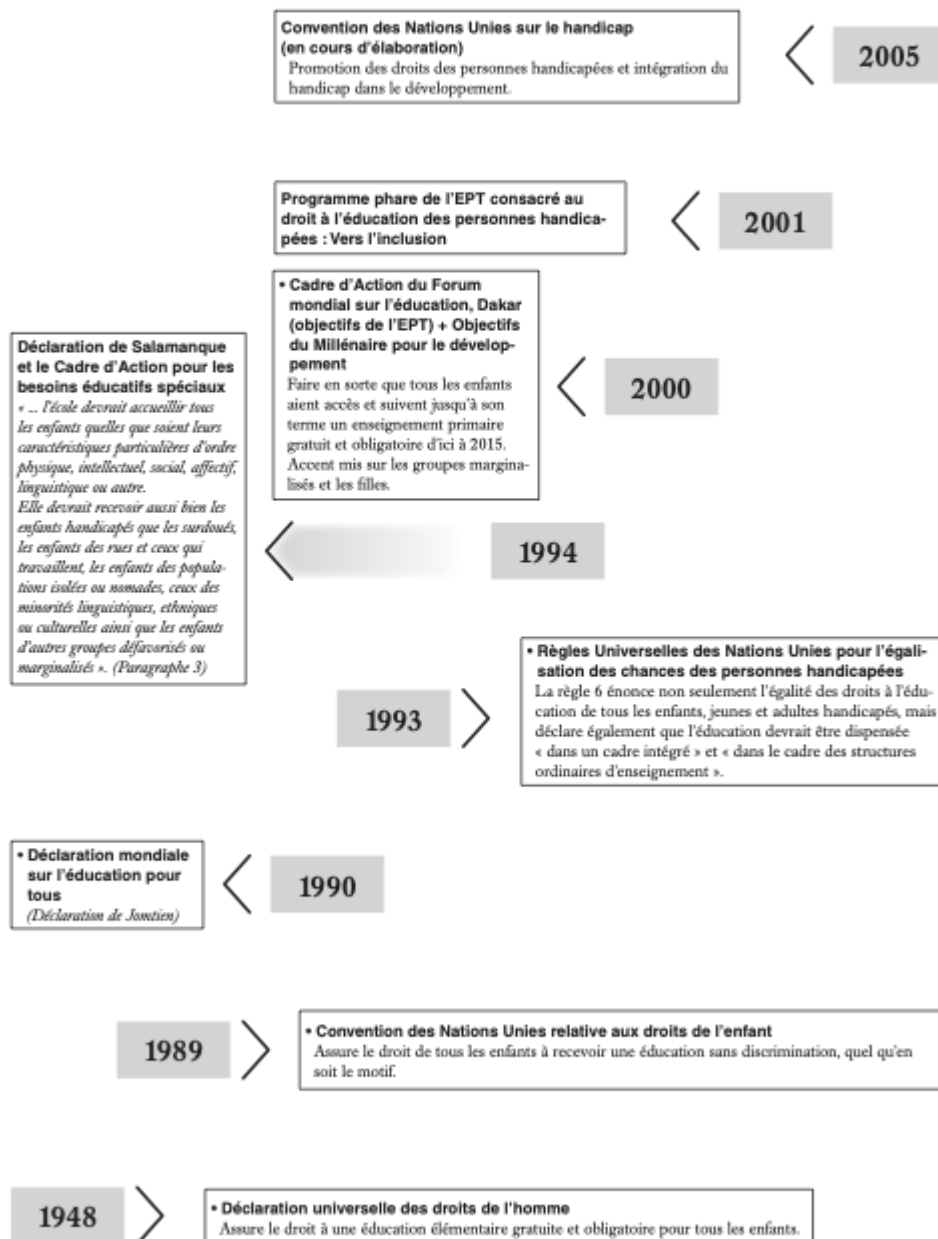 Convention des Nations Unies sur le handicap
(en cours d'élaboration)
Promotion des droits des personnes handicapées et intégration du
handicap dans le développement.
2005
Programme phare de l'EPT consacré au
droit à l'éducation des personnes handica-
pées : Vers l'inclusion
2001
• Cadre d'Action du Forum
mondial sur l'éducation, Dakar
(objectifs de l'EPT) + Objectifs
du Millénaire pour le dévelop-
pement
Faire en sorte que tous les enfants
aient accès et suivent jusqu'à son
terme un enseignement primaire
gratuit et obligatoire d'ici à 2015.
Accent mis sur les groupes margina-
lisés et les filles.
2000
Déclaration de Salamanque
et le Cadre d'Action pour les
besoins éducatifs spéciaux
« ... l'école devrait accueillir tous
les enfants quelles que soient leurs
caractéristiques particulières d'ordre
physique, intellectuel, social, affectif,
linguistique ou autre.
Elle devrait recevoir aussi bien les
enfants handicapés que les surdoués,
les enfants des rues et ceux qui
travaillent, les enfants des popula-
tions isolées ou nomades, ceux des
minorités linguistiques, ethniques
ou culturelles ainsi que les enfants
d'autres groupes défavorisés ou
marginalisés ». (Paragraphe 3)
1994
1993
• Règles Universelles des Nations Unies pour l'égali-
sation des chances des personnes handicapées
La règle 6 énonce non seulement l'égalité des droits à l'édu-
cation de tous les enfants, jeunes et adultes handicapés, mais
déclare également que l'éducation devrait être dispensée
« dans un cadre intégré » et « dans le cadre des structures
ordinaires d'enseignement ».
• Déclaration mondiale
sur l'éducation pour
tous
(Déclaration de Jomtien)
1990
1989
• Convention des Nations Unies relative aux droits de l'enfant
Assure le droit de tous les enfants à recevoir une éducation sans discrimination, quel qu'en
soit le motif.
1948
• Déclaration universelle des droits de l'homme
Assure le droit à une éducation élémentaire gratuite et obligatoire pour tous les enfants.